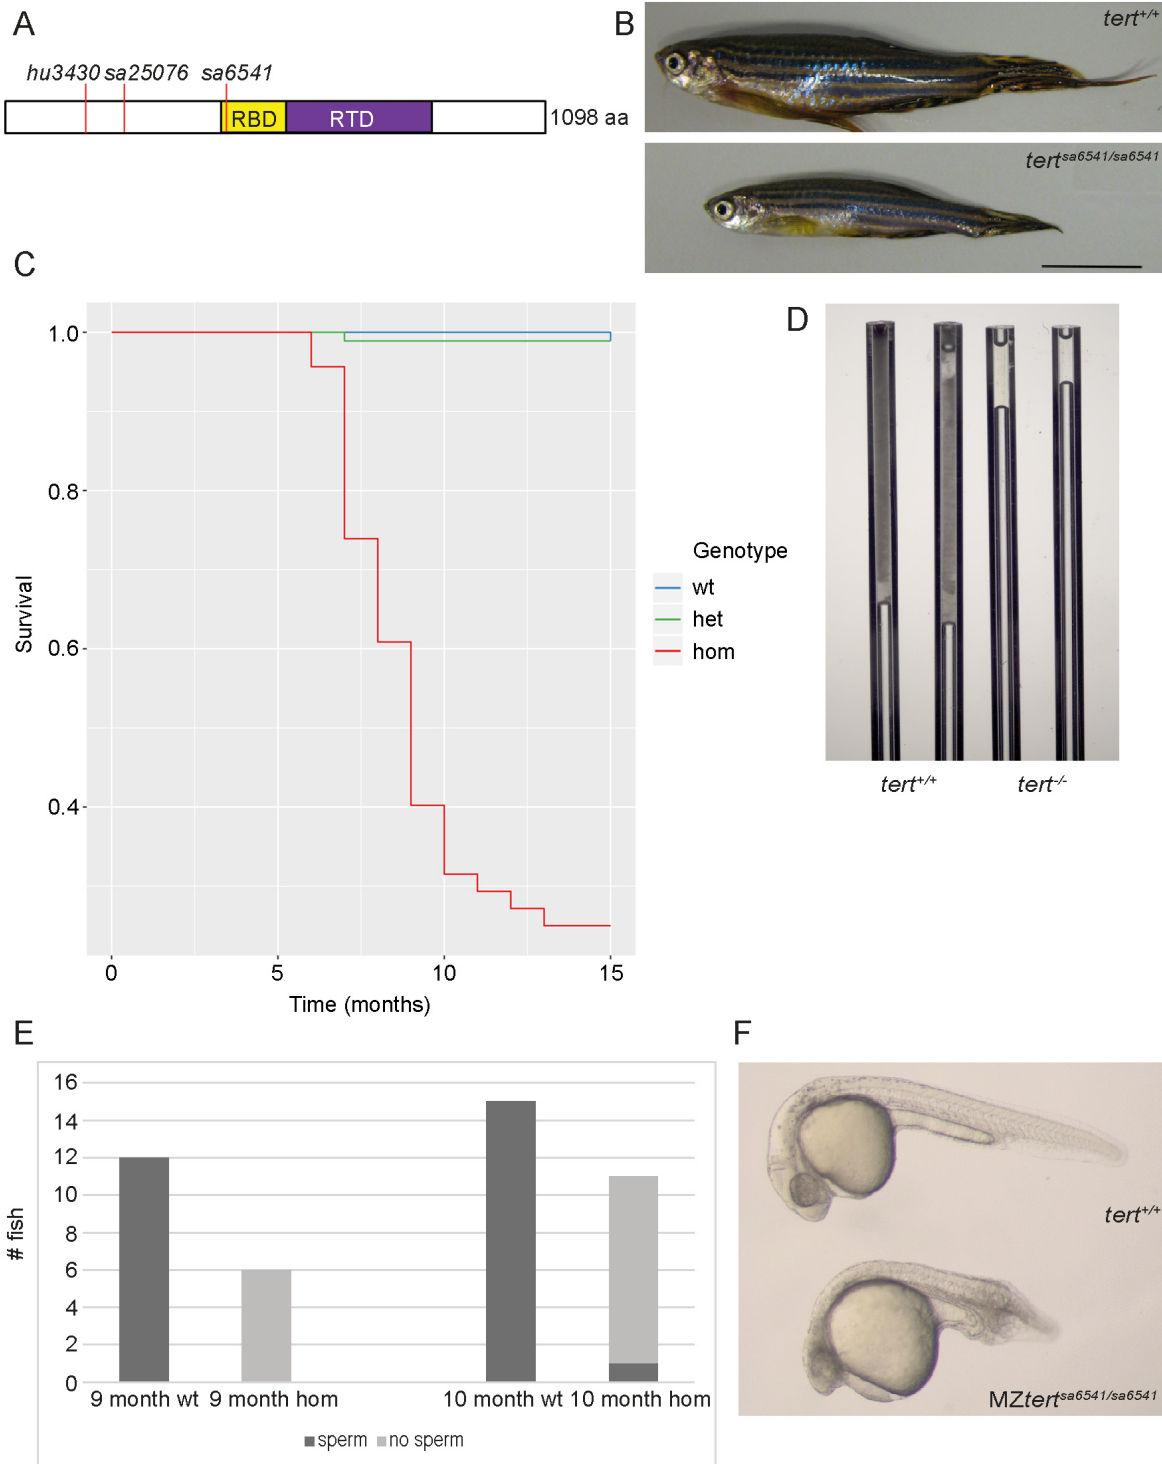 A
hu3430 sa25076 sa6541
RBD RTD
1098 aa
B
tert+/+
tertsa6541/sa6541
C
1.0
0.8
0.6
0.4
Survival
0 5 10 15
Time (months)
Genotype
wt
het
hom
D
tert+/+ tert-/-
E
16
14
12
10
8
6
4
2
0
# fish
9 month wt 9 month hom 10 month wt 10 month hom
sperm no sperm
F
tert+/+
MZtertsa6541/sa6541